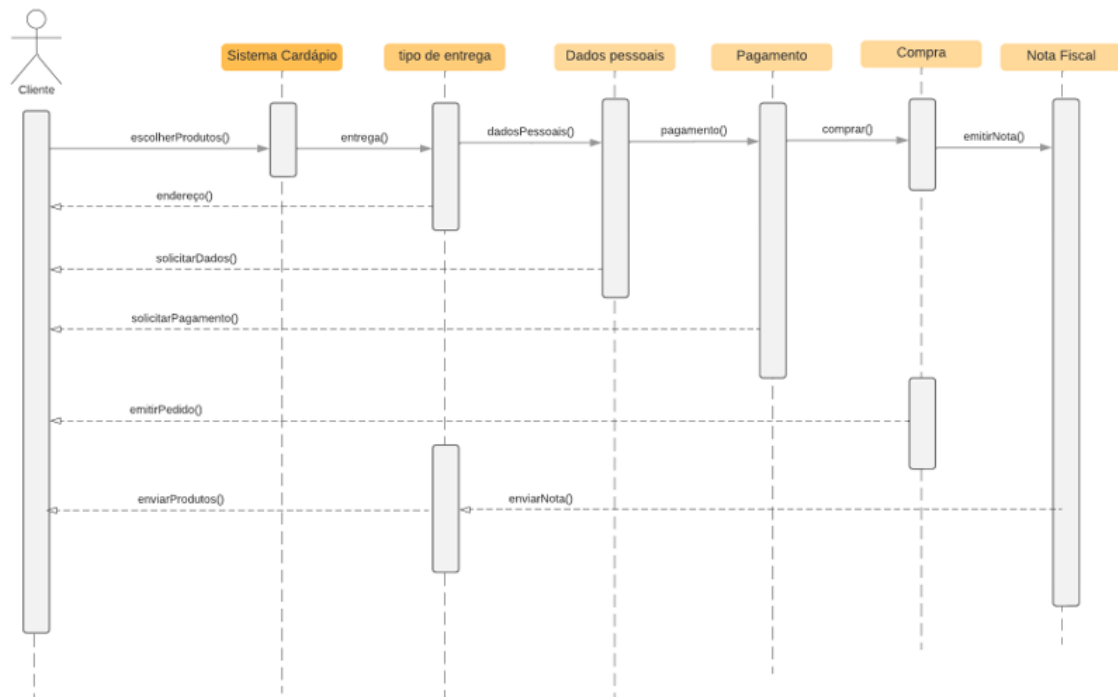 Cliente
Sistema Cardápio
tipo de entrega
Dados pessoais
Pagamento
Compra
Nota Fiscal
escolherProdutos()
entrega()
dadosPessoais()
pagamento()
comprar()
emitirNota()
endereço()
solicitarDados()
solicitarPagamento()
emitirPedido()
enviarProdutos()
enviarNota()